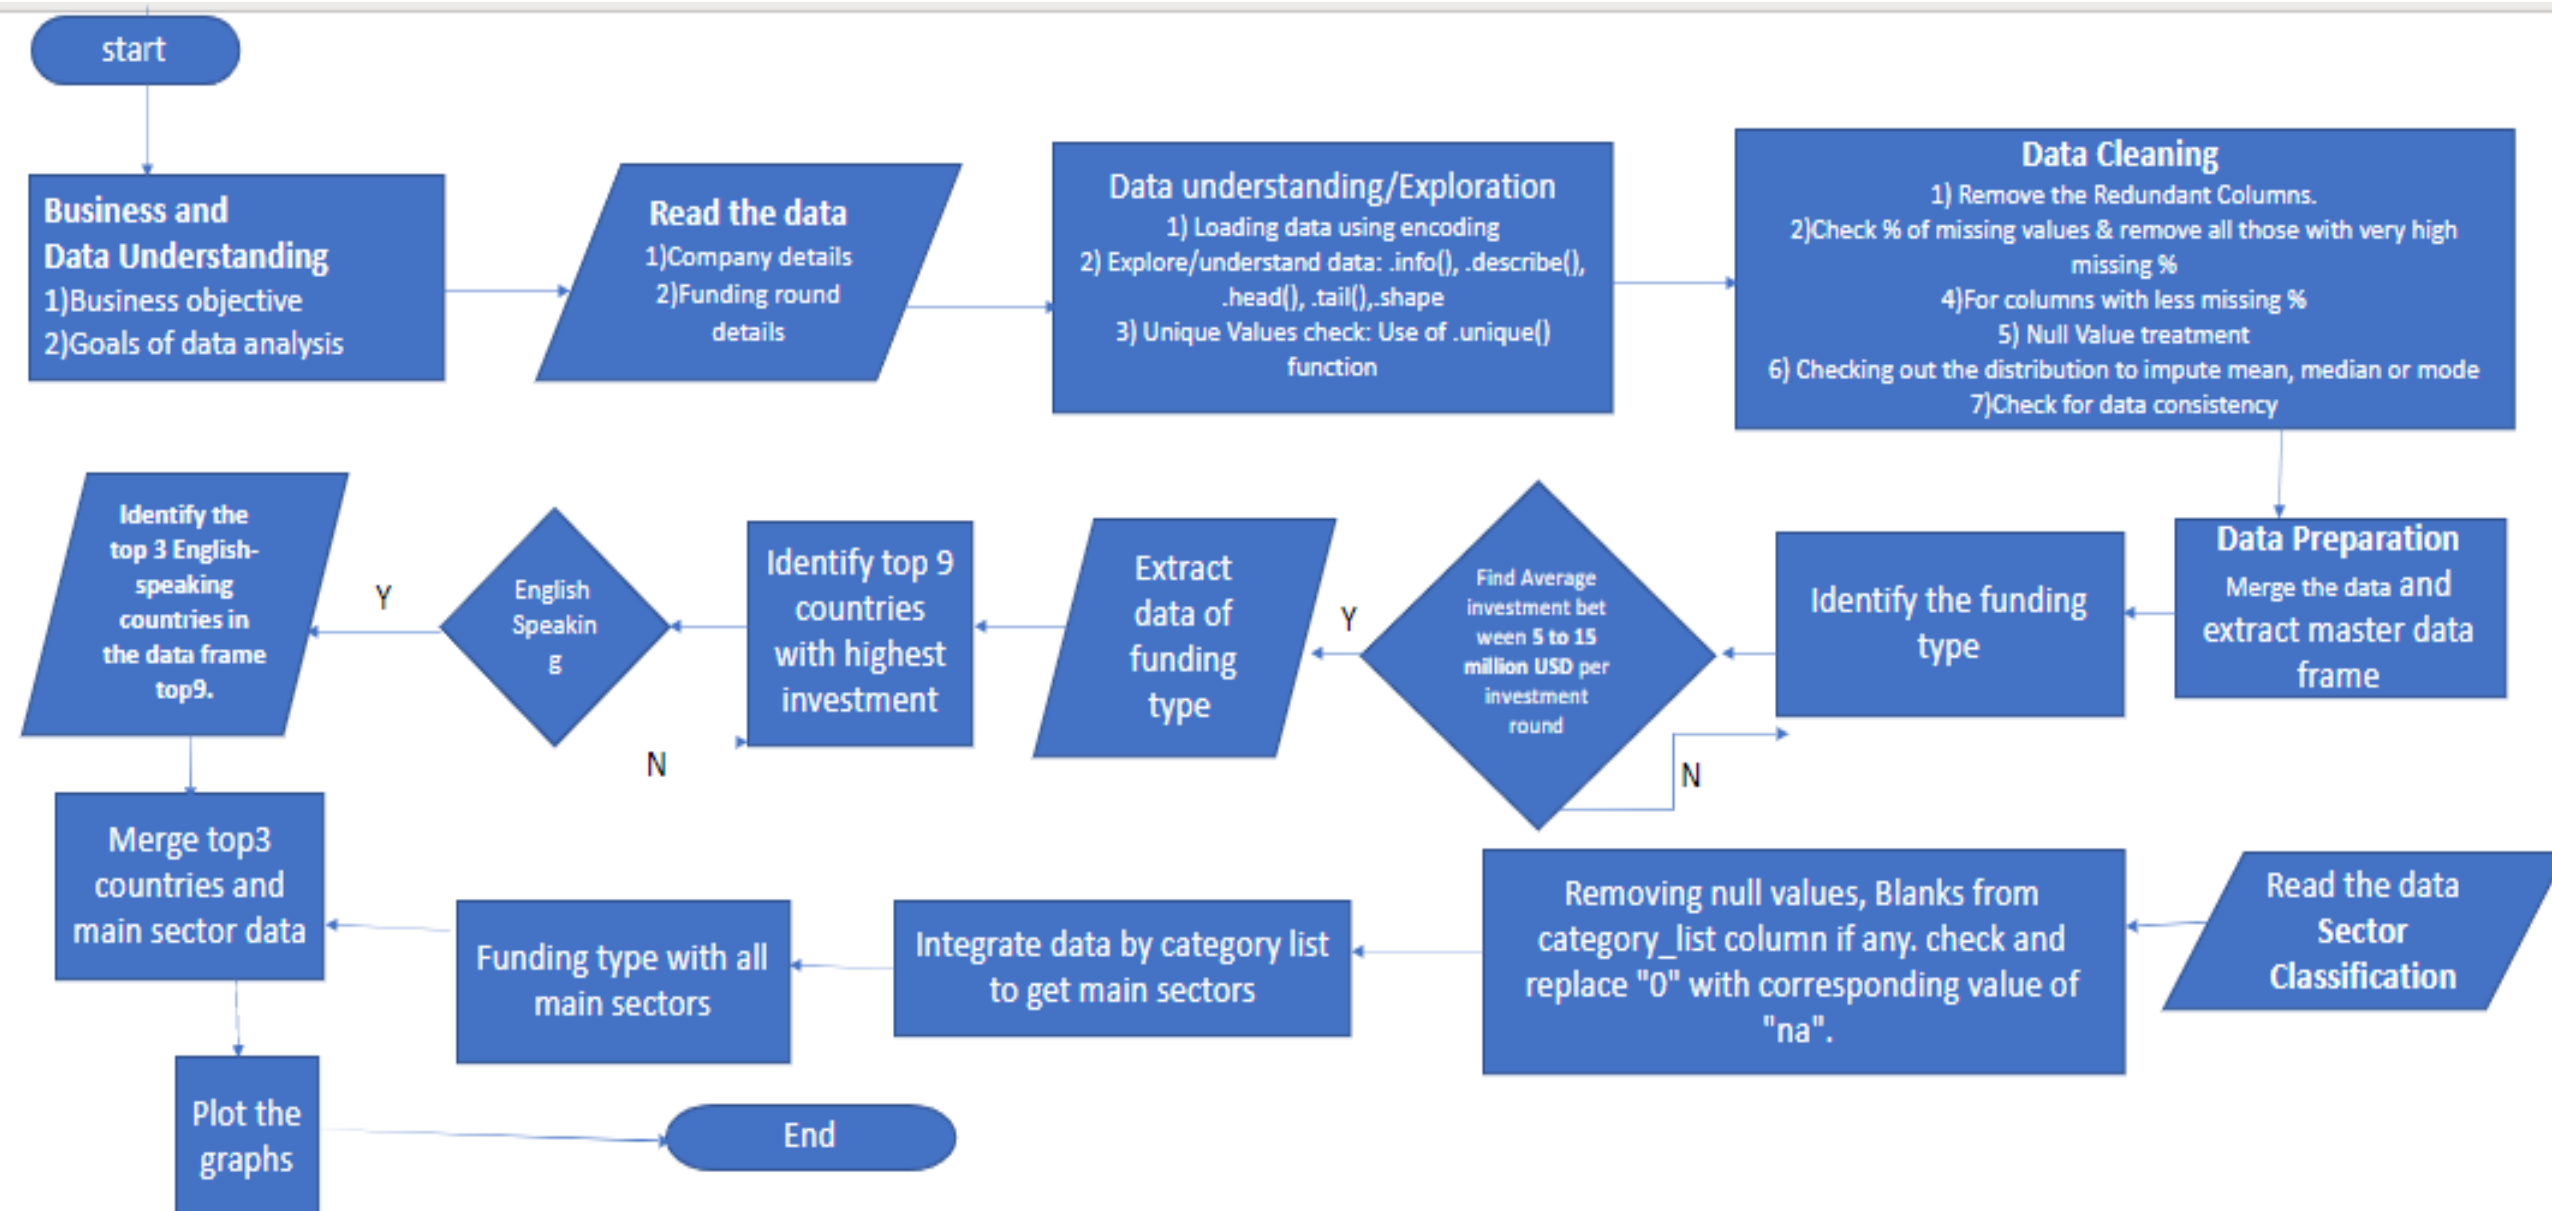 start
Business and
Data Understanding
1)Business objective
2)Goals of data analysis
Read the data
1)Company details
2)Funding round
details
Data understanding/Exploration
1) Loading data using encoding
2) Explore/understand data: .info(), .describe(),
.head(), .tail(),.shape
3) Unique Values check: Use of .unique()
function
Data Cleaning
1) Remove the Redundant Columns.
2)Check % of missing values & remove all those with very high
missing %
4)For columns with less missing %
5) Null Value treatment
6) Checking out the distribution to impute mean, median or mode
7)Check for data consistency
Data Preparation
Merge the data and
extract master data
frame
Identify the funding
type
Find Average
investment bet
ween 5 to 15
million USD per
investment
round
N
Y
Extract
data of
funding
type
Identify top 9
countries
with highest
investment
English
Speakin
g
N
Y
Identify the
top 3 English-
speaking
countries in
the data frame
top9.
Merge top3
countries and
main sector data
Read the data
Sector
Classification
Removing null values, Blanks from
category_list column if any. check and
replace "0" with corresponding value of
"na".
Integrate data by category list
to get main sectors
Funding type with all
main sectors
Plot the
graphs
End